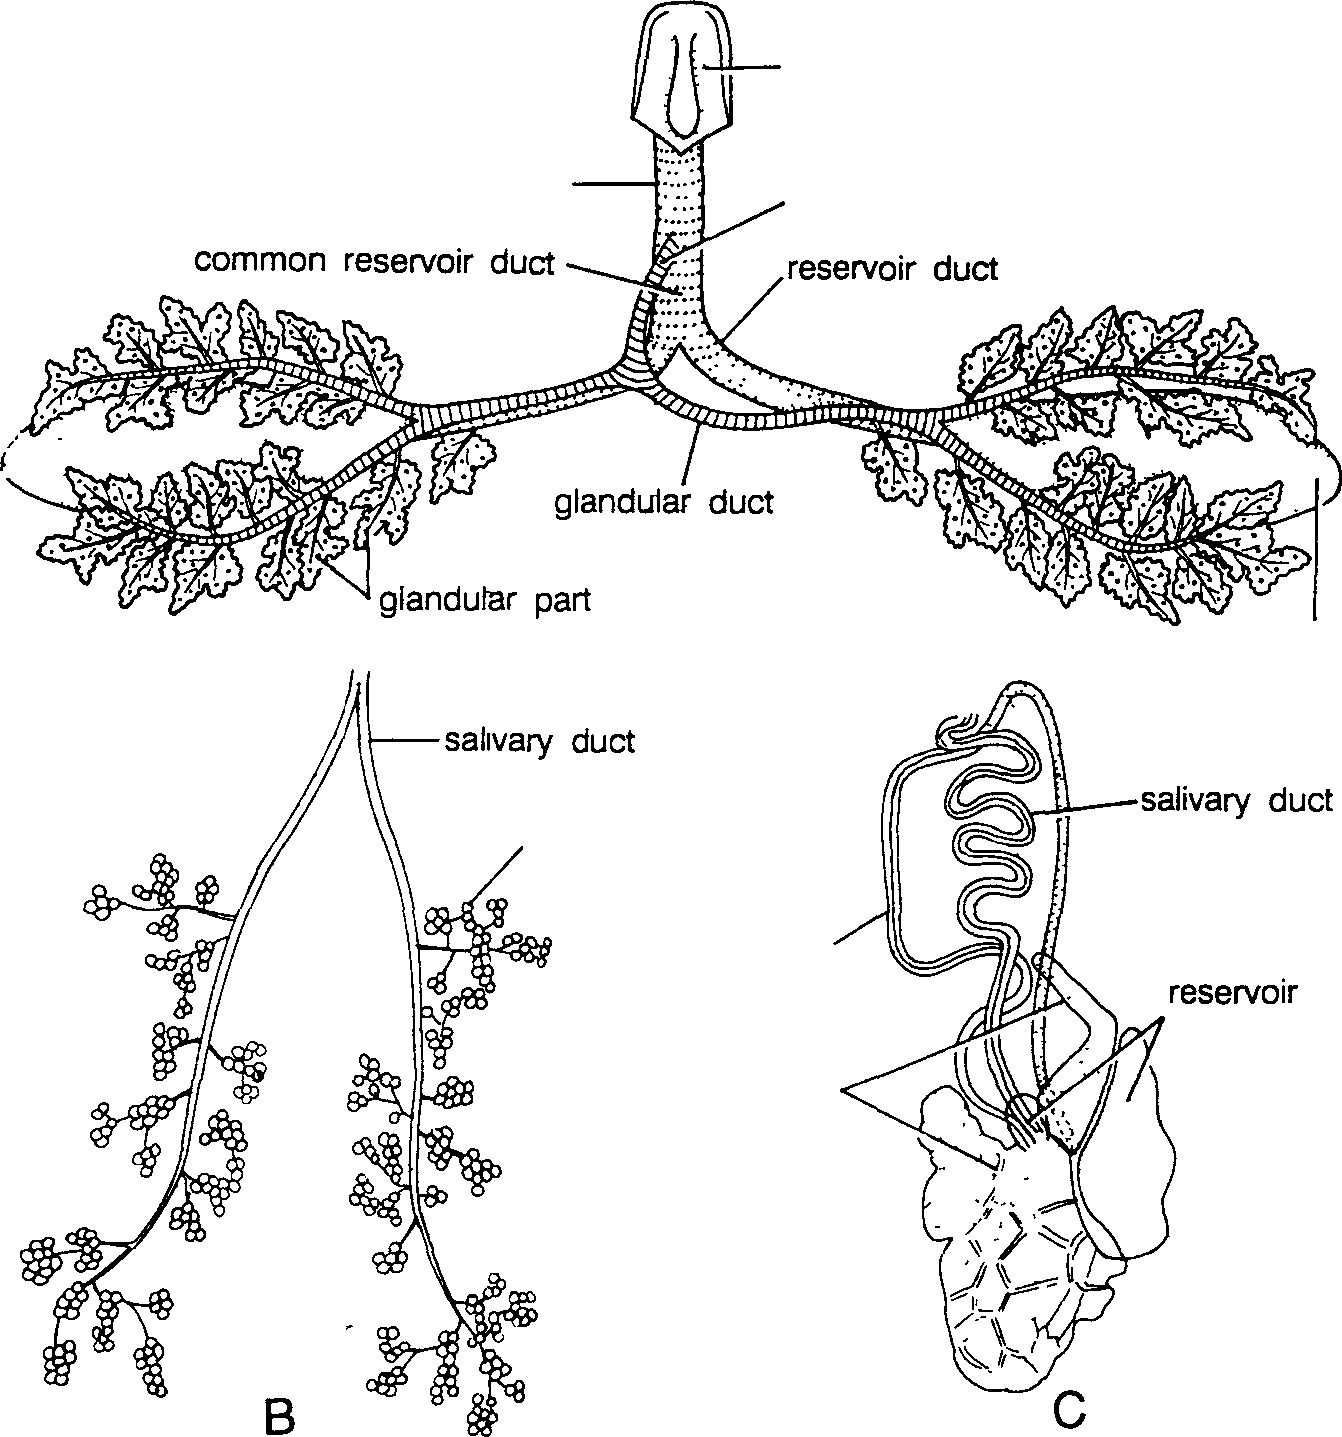 common reservoir duct
reservoir duct
glandular duct
glandular part
salivary duct
salivary duct
reservoir
B
C